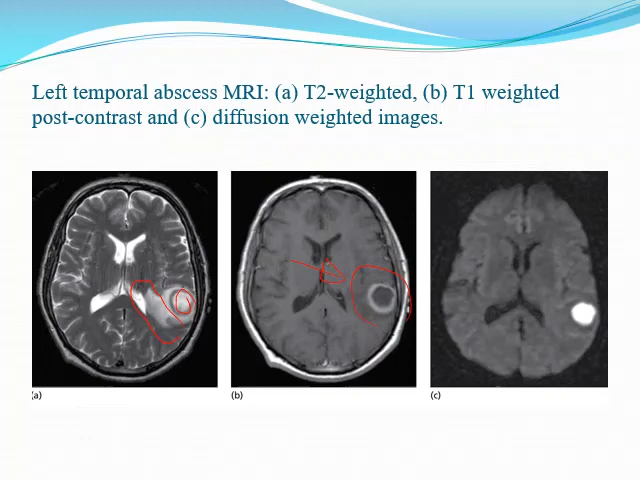 Left temporal abscess MRI: (a) T2-weighted, (b) T1 weighted
post-contrast and (c) diffusion weighted images.
(a) (b) (c)